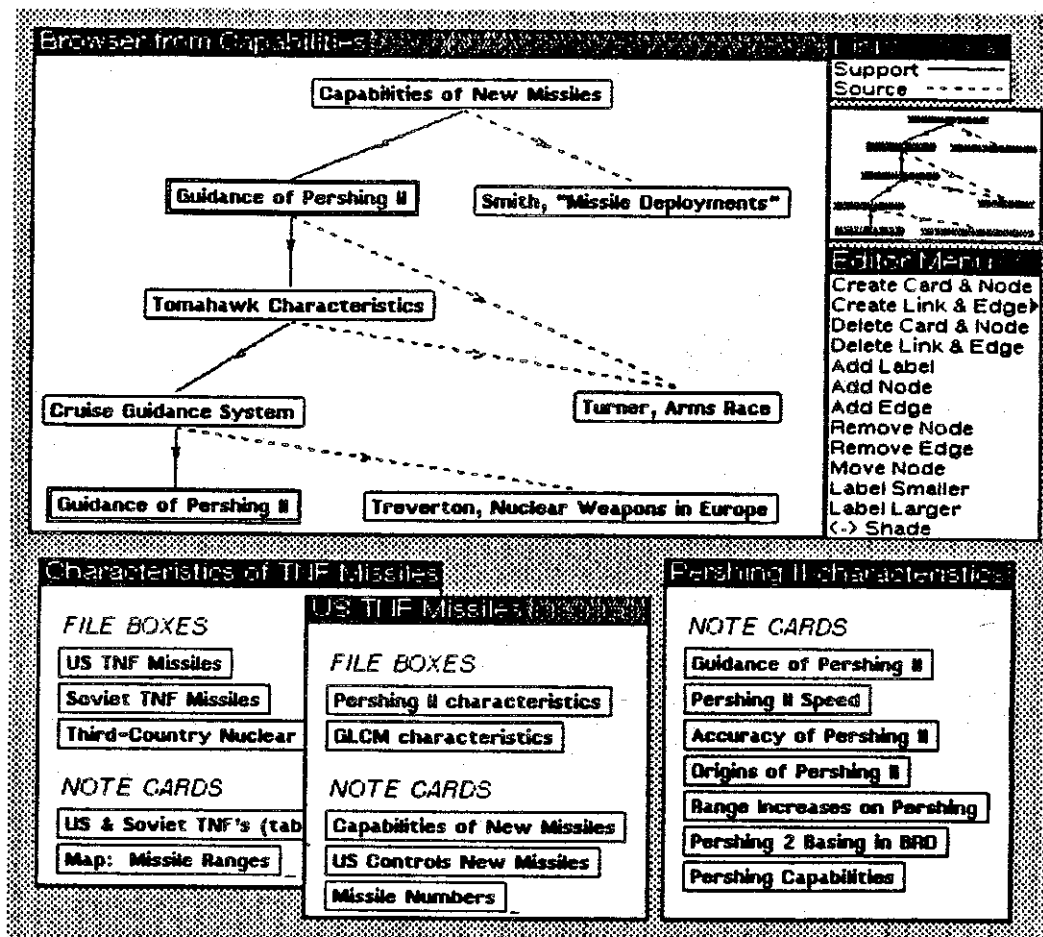 Browser from Capabilities
Support
Source
Capabilities of New Missiles
Guidance of Pershing II
Smith, "Missile Deployments"
Tomahawk Characteristics
Cruise Guidance System
Turner, Arms Race
Guidance of Pershing II
Treverton, Nuclear Weapons in Europe
Editor Menu
Create Card & Node
Create Link & Edge
Delete Card & Node
Delete Link & Edge
Add Label
Add Node
Add Edge
Remove Node
Remove Edge
Move Node
Label Smaller
Label Larger
<-> Shade
Characteristics of TNF Missiles
FILE BOXES
US TNF Missiles
Soviet TNF Missiles
Third-Country Nuclear
NOTE CARDS
US & Soviet TNF's (tab
Map: Missile Ranges
US TNF Missiles
FILE BOXES
Pershing II characteristics
GLCM characteristics
NOTE CARDS
Capabilities of New Missiles
US Controls New Missiles
Missile Numbers
Pershing II characteristics
NOTE CARDS
Guidance of Pershing II
Pershing II Speed
Accuracy of Pershing II
Origins of Pershing II
Range Increases on Pershing
Pershing 2 Basing in BRD
Pershing Capabilities